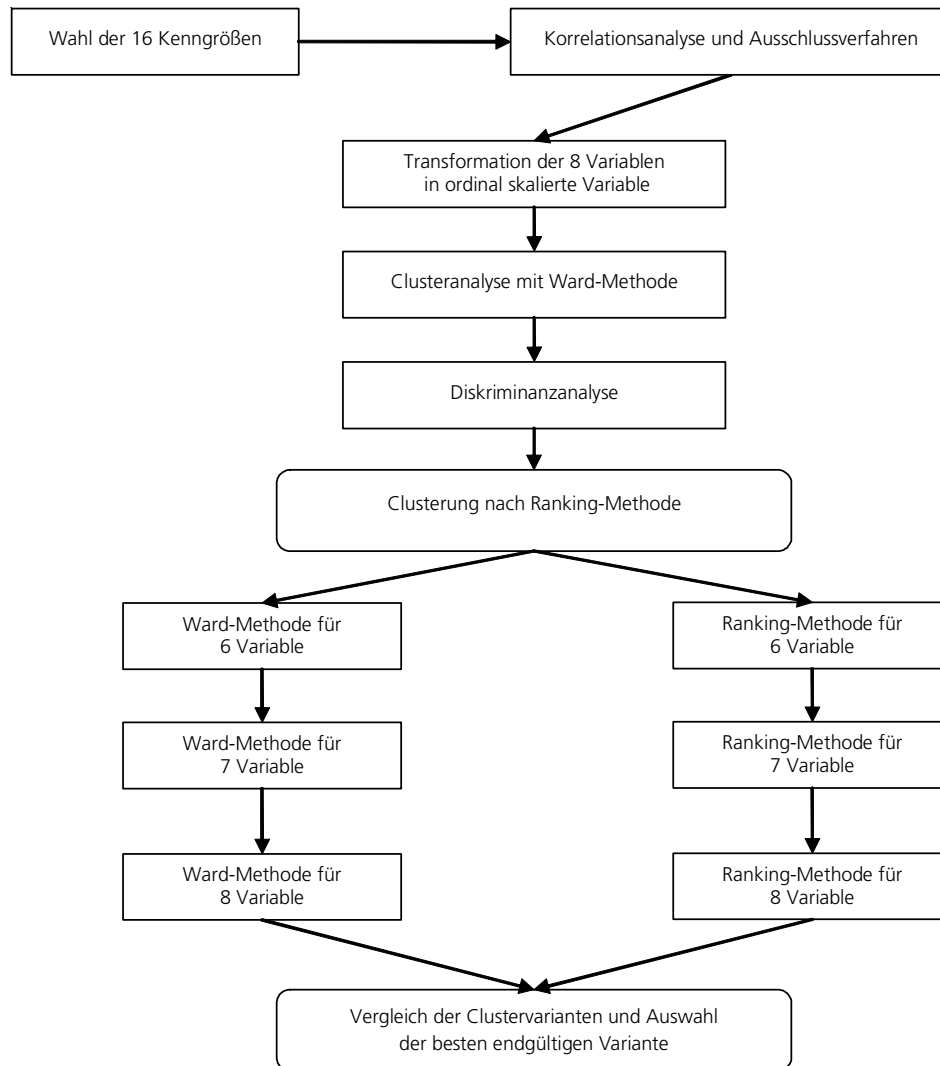 Wahl der 16 Kenngrößen
Korrelationsanalyse und Ausschlussverfahren
Transformation der 8 Variablen
in ordinal skalierte Variable
Clusteranalyse mit Ward-Methode
Diskriminanzanalyse
Clusterung nach Ranking-Methode
Ward-Methode für
6 Variable
Ranking-Methode für
6 Variable
Ward-Methode für
7 Variable
Ranking-Methode für
7 Variable
Ward-Methode für
8 Variable
Ranking-Methode für
8 Variable
Vergleich der Clustervarianten und Auswahl
der besten endgültigen Variante